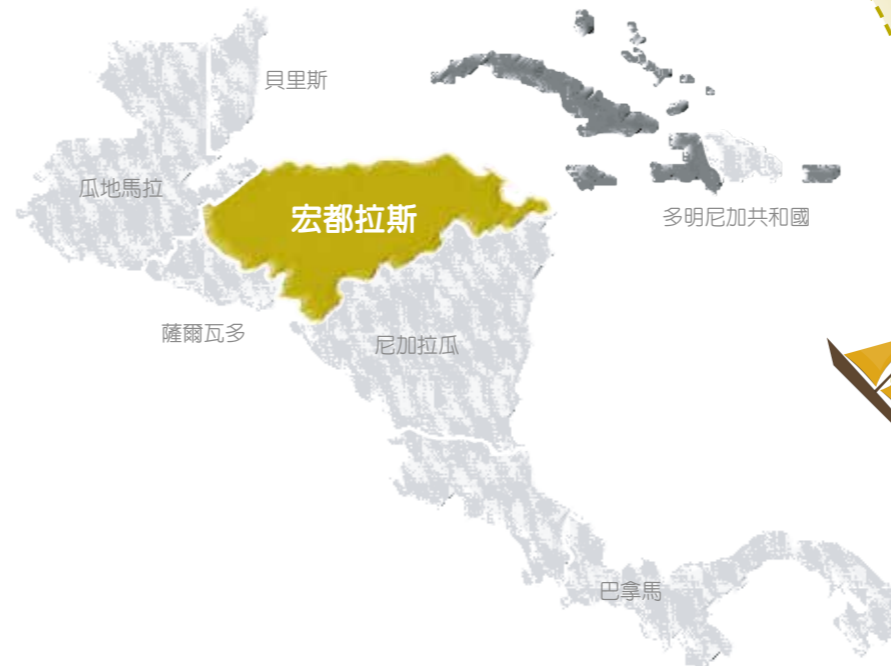 貝里斯
瓜地馬拉
宏都拉斯
多明尼加共和國
薩爾瓦多
尼加拉瓜
巴拿馬